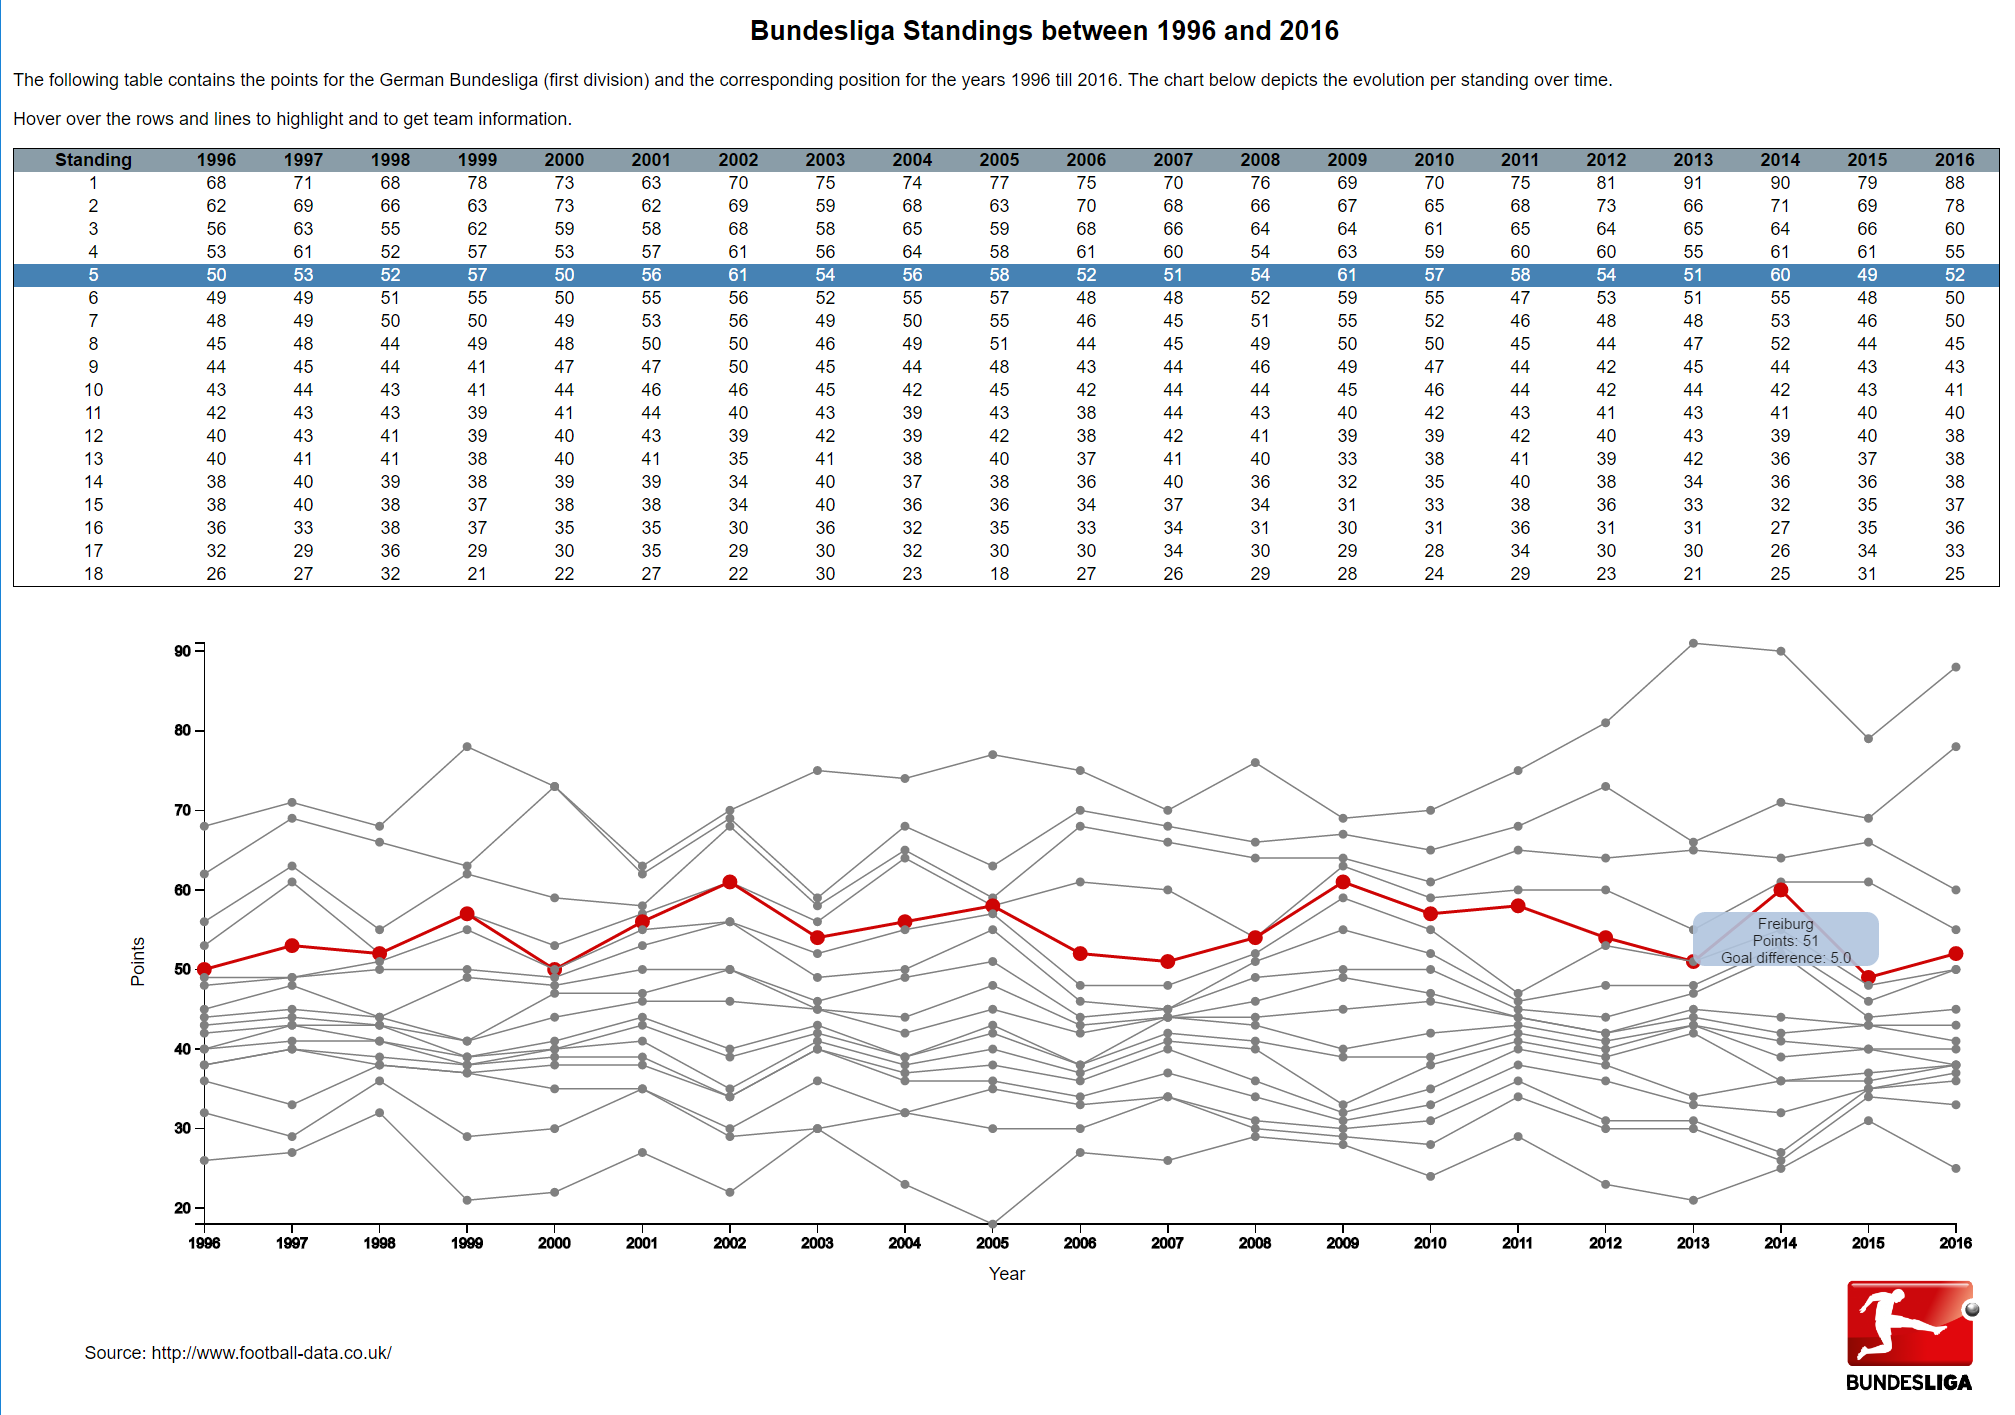 Bundesliga Standings between 1996 and 2016
The following table contains the points for the German Bundesliga (first division) and the corresponding position for the years 1996 till 2016. The chart below depicts the evolution per standing over time.
Hover over the rows and lines to highlight and to get team information.
Standing 1996 1997 1998 1999 2000 2001 2002 2003 2004 2005 2006 2007 2008 2009 2010 2011 2012 2013 2014 2015 2016
1 68 71 68 78 73 63 70 75 74 77 75 70 76 69 70 75 81 91 90 79 88
2 62 69 66 63 73 62 69 59 68 63 70 68 66 67 65 68 73 66 71 69 78
3 56 63 55 62 59 58 68 58 65 59 68 66 64 64 61 65 64 65 64 66 60
4 53 61 52 57 53 57 61 56 64 58 61 60 54 63 59 60 60 55 61 61 55
5 50 53 52 57 50 56 61 54 56 58 52 51 54 61 57 58 54 51 60 49 52
6 49 49 51 55 50 55 56 52 55 57 48 48 52 59 55 47 53 51 55 48 50
7 48 49 50 50 49 53 56 49 50 55 46 45 51 55 52 46 48 48 53 46 50
8 45 48 44 49 48 50 50 46 49 51 44 45 49 50 50 45 44 47 52 44 45
9 44 45 44 41 47 47 50 45 44 48 43 44 46 49 47 44 42 45 44 43 43
10 43 44 43 41 44 46 46 45 42 45 42 44 44 45 46 44 42 44 42 43 41
11 42 43 43 39 41 44 40 43 39 43 38 44 43 40 42 43 41 43 41 40 40
12 40 43 41 39 40 43 39 42 39 42 38 42 41 39 39 42 40 43 39 40 38
13 40 41 41 38 40 41 35 41 38 40 37 41 40 33 38 41 39 42 36 37 38
14 38 40 39 38 39 39 34 40 37 38 36 40 36 32 35 40 38 34 36 36 38
15 38 40 38 37 38 38 34 40 36 36 34 37 34 31 33 38 36 33 32 35 37
16 36 33 38 37 35 35 30 36 32 35 33 34 31 30 31 36 31 31 27 35 36
17 32 29 36 29 30 35 29 30 32 30 30 34 30 29 28 34 30 30 26 34 33
18 26 27 32 21 22 27 22 30 23 18 27 26 29 28 24 29 23 21 25 31 25
90
80
70
60
50
40
30
20
Points
Freiburg
Points: 51
Goal difference: 5.0
1996 1997 1998 1999 2000 2001 2002 2003 2004 2005 2006 2007 2008 2009 2010 2011 2012 2013 2014 2015 2016
Year
Source: http://www.football-data.co.uk/
BUNDESLIGA